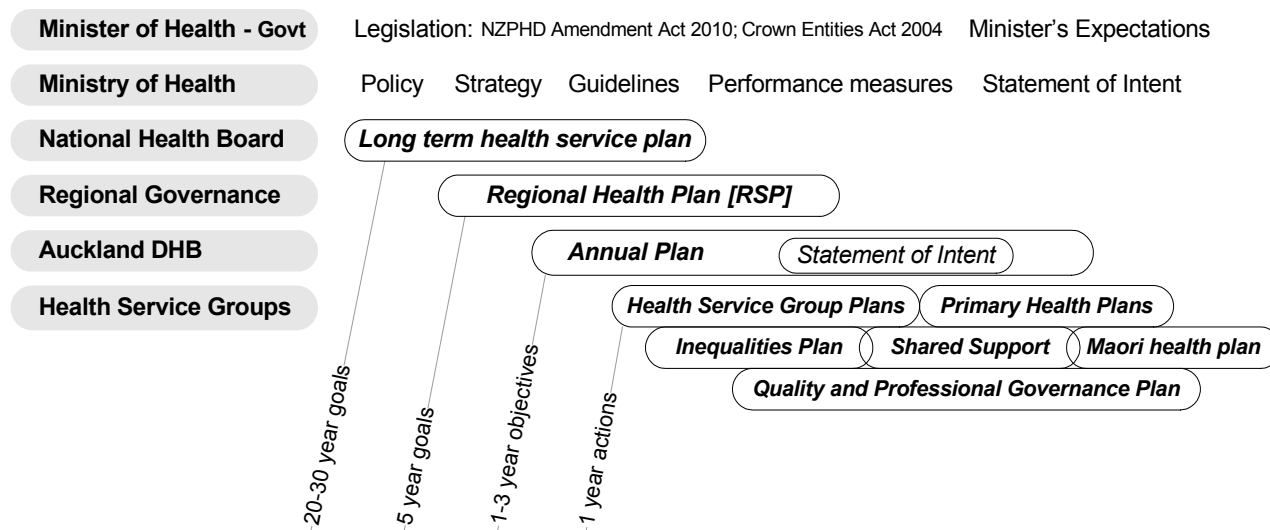 Minister of Health - Govt Legislation: NZPHD Amendment Act 2010; Crown Entities Act 2004 Minister’s Expectations
Ministry of Health Policy Strategy Guidelines Performance measures Statement of Intent
National Health Board Long term health service plan
Regional Governance Regional Health Plan [RSP]
Auckland DHB Annual Plan Statement of Intent
Health Service Groups Health Service Group Plans Primary Health Plans
Inequalities Plan Shared Support Maori health plan
Quality and Professional Governance Plan
20-30 year goals
5 year goals
1-3 year objectives
1 year actions